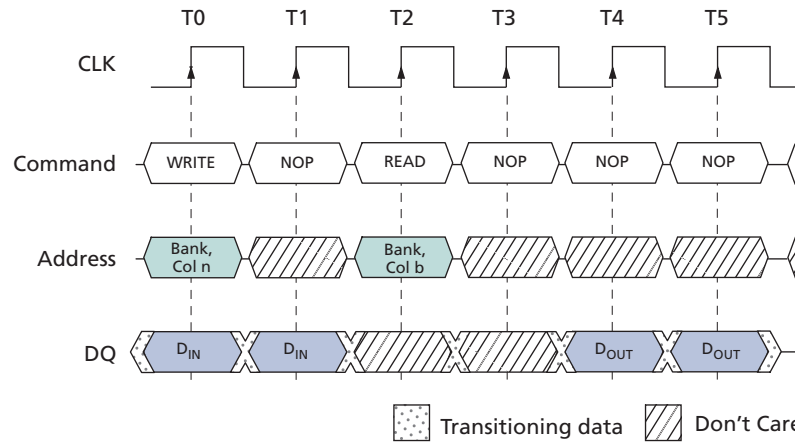 T0 T1 T2 T3 T4 T5
CLK
Command WRITE NOP READ NOP NOP NOP
Address Bank, Col n Bank, Col b
DQ DIN DIN DOUT DOUT
Transitioning data Don't Care